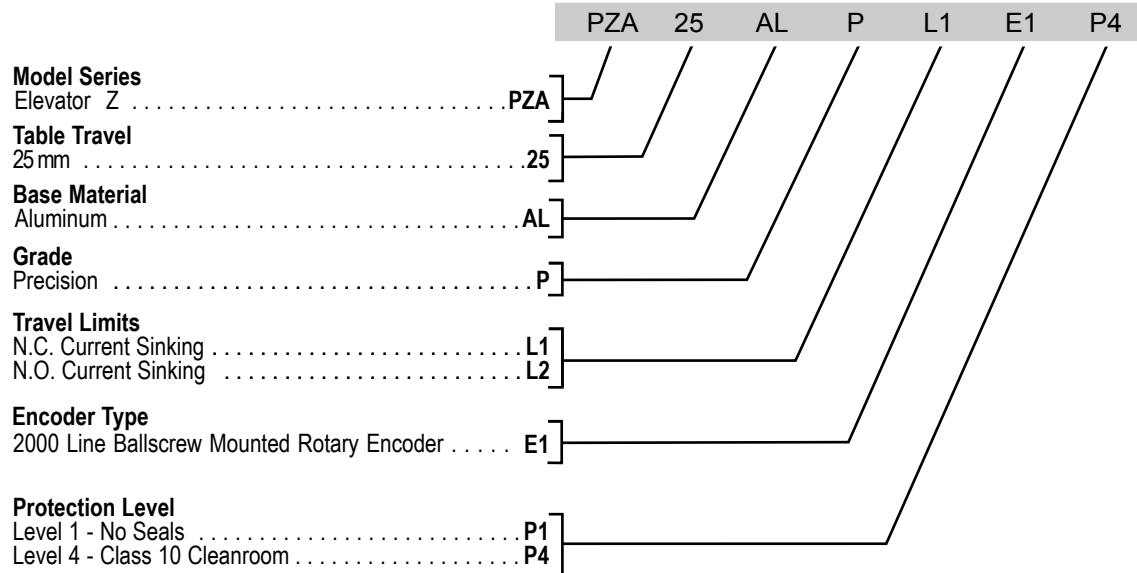 PZA 25 AL P L1 E1 P4
Model Series
Elevator Z . . . . . . . . . . . . . . . . . . . . . . . . . . . . . . . . . PZA
Table Travel
25 mm . . . . . . . . . . . . . . . . . . . . . . . . . . . . . . . . . . . . 25
Base Material
Aluminum . . . . . . . . . . . . . . . . . . . . . . . . . . . . . . . . . . AL
Grade
Precision . . . . . . . . . . . . . . . . . . . . . . . . . . . . . . . . . . . P
Travel Limits
N.C. Current Sinking . . . . . . . . . . . . . . . . . . . . . . . . . . L1
N.O. Current Sinking . . . . . . . . . . . . . . . . . . . . . . . . . L2
Encoder Type
2000 Line Ballscrew Mounted Rotary Encoder . . . . . E1
Protection Level
Level 1 - No Seals . . . . . . . . . . . . . . . . . . . . . . . . . . . P1
Level 4 - Class 10 Cleanroom . . . . . . . . . . . . . . . . . . . P4